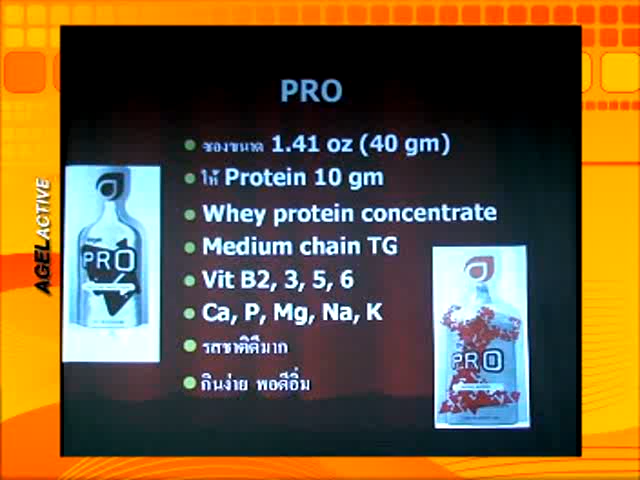 PRO
ซองขนาด 1.41 oz (40 gm)
ให้ Protein 10 gm
Whey protein concentrate
Medium chain TG
Vit B2, 3, 5, 6
Ca, P, Mg, Na, K
รสชาติดีมาก
กินง่าย พอดีอิ่ม
AGELACTIVE
PRO
PRO